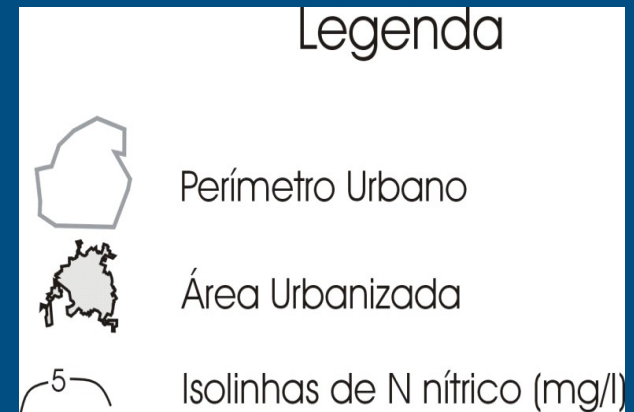 Legenda
Perímetro Urbano
Área Urbanizada
5
Isolinhas de N nítrico (mg/l)